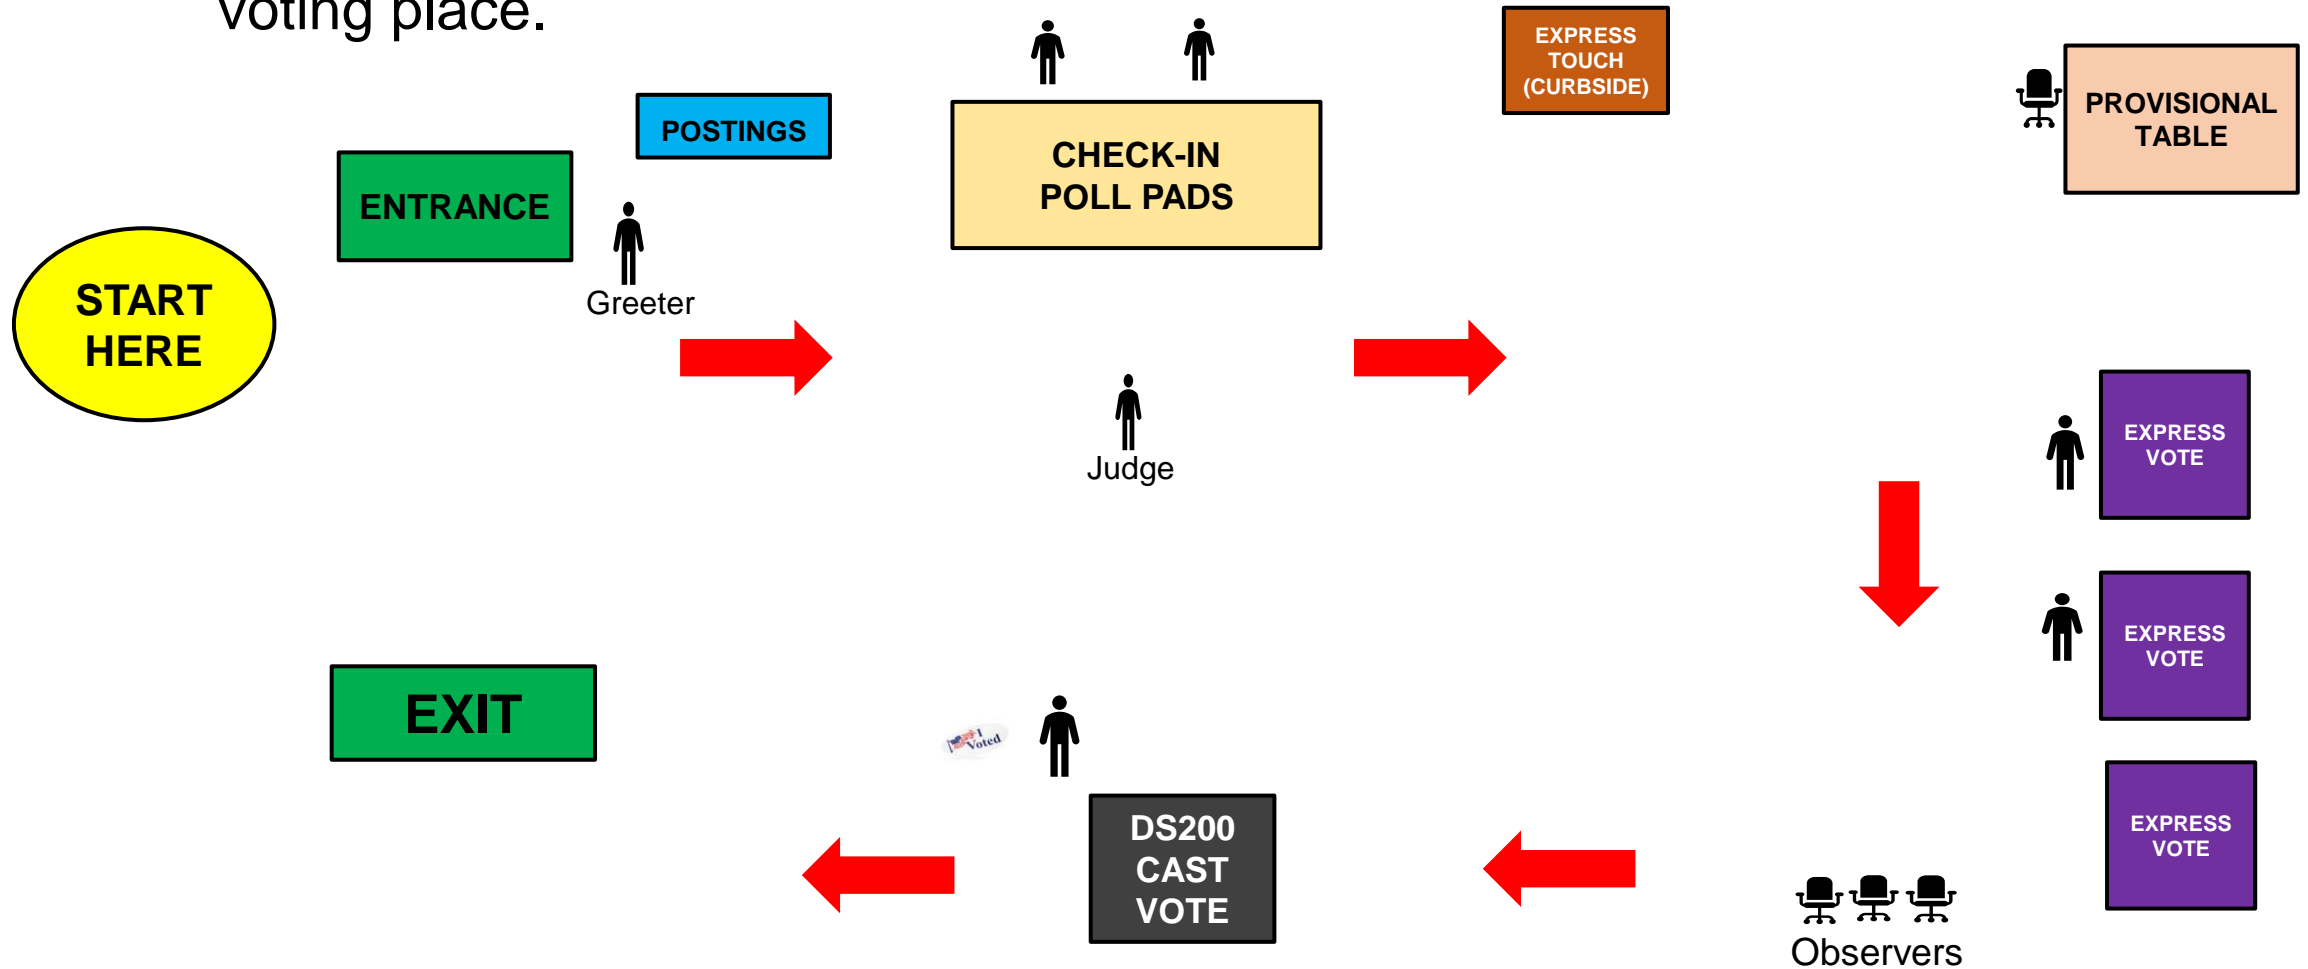 voting place.
EXPRESS
TOUCH
(CURBSIDE)
POSTINGS
PROVISIONAL
TABLE
CHECK-IN
POLL PADS
ENTRANCE
START
HERE
Greeter
Judge
EXPRESS
VOTE
EXPRESS
VOTE
EXIT
I
Voted
DS200
CAST
VOTE
EXPRESS
VOTE
Observers